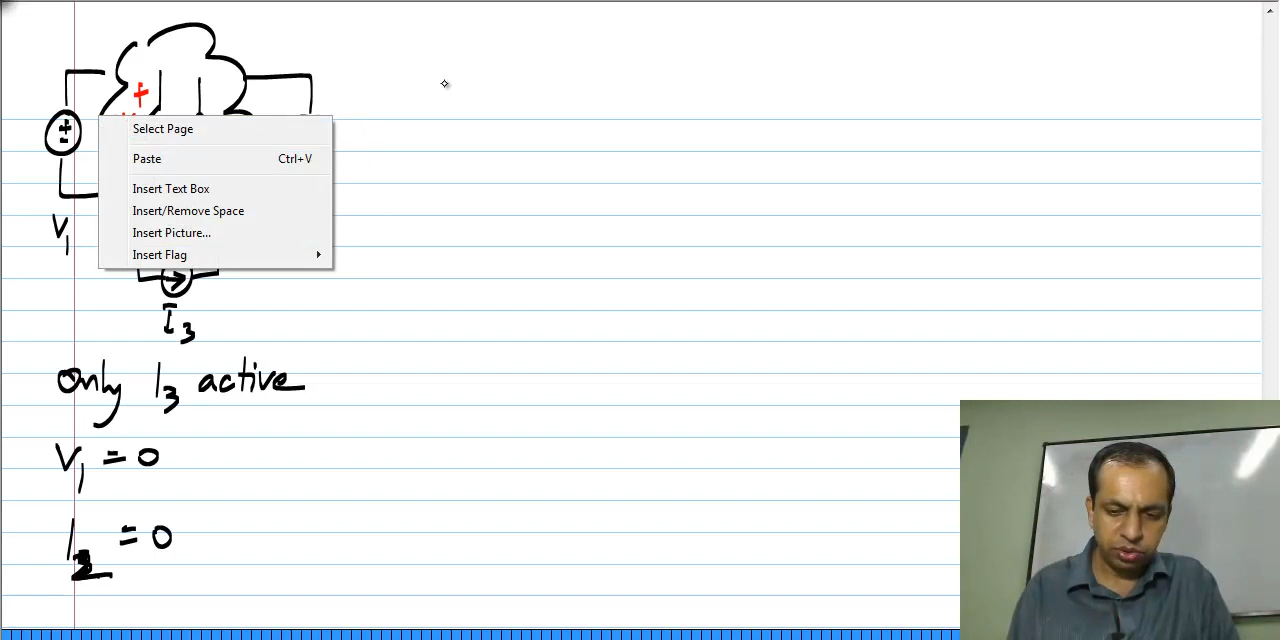 +
+
-
Select Page
Paste Ctrl+V
Insert Text Box
Insert/Remove Space
Insert Picture...
Insert Flag
V1
I3
only I3 active
V1 = 0
I2 = 0